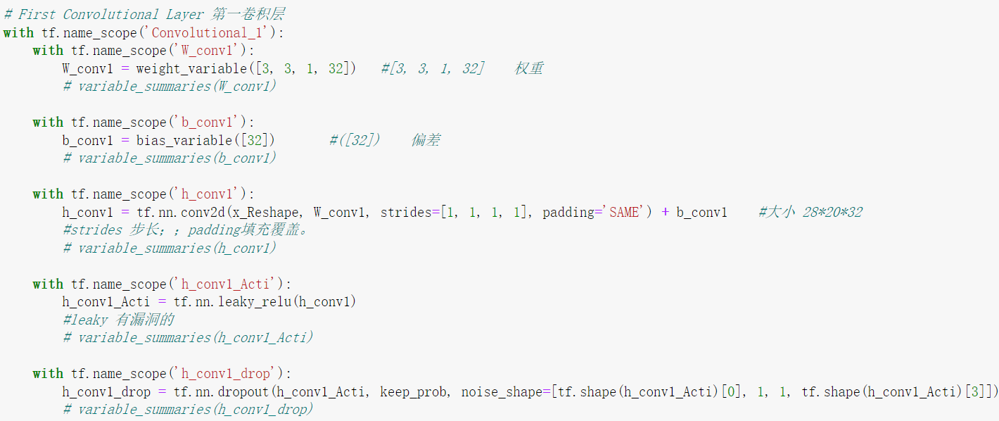 # First Convolutional Layer 第一卷积层
with tf.name_scope('Convolutional_1'):
    with tf.name_scope('W_conv1'):
        W_conv1 = weight_variable([3, 3, 1, 32])   #[3, 3, 1, 32]    权重
        # variable_summaries(W_conv1)

    with tf.name_scope('b_conv1'):
        b_conv1 = bias_variable([32])       #([32])    偏差
        # variable_summaries(b_conv1)

    with tf.name_scope('h_conv1'):
        h_conv1 = tf.nn.conv2d(x_Reshape, W_conv1, strides=[1, 1, 1, 1], padding='SAME') + b_conv1    #大小 28*20*32
        #strides 步长；；padding填充覆盖。
        # variable_summaries(h_conv1)

    with tf.name_scope('h_conv1_Acti'):
        h_conv1_Acti = tf.nn.leaky_relu(h_conv1)
        #leaky 有漏洞的
        # variable_summaries(h_conv1_Acti)

    with tf.name_scope('h_conv1_drop'):
        h_conv1_drop = tf.nn.dropout(h_conv1_Acti, keep_prob, noise_shape=[tf.shape(h_conv1_Acti)[0], 1, 1, tf.shape(h_conv1_Acti)[3]])
        # variable_summaries(h_conv1_drop)